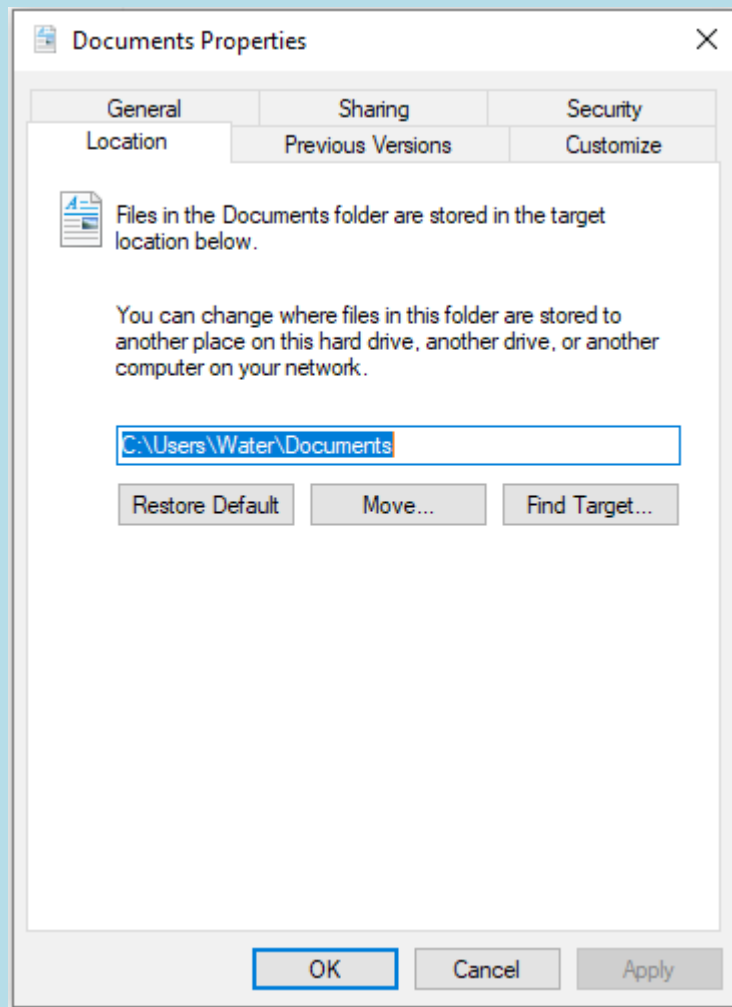 Documents Properties
General
Sharing
Security
Location
Previous Versions
Customize
Files in the Documents folder are stored in the target
location below.
You can change where files in this folder are stored to
another place on this hard drive, another drive, or another
computer on your network.
C:\Users\Water\Documents
Restore Default
Move...
Find Target...
OK
Cancel
Apply